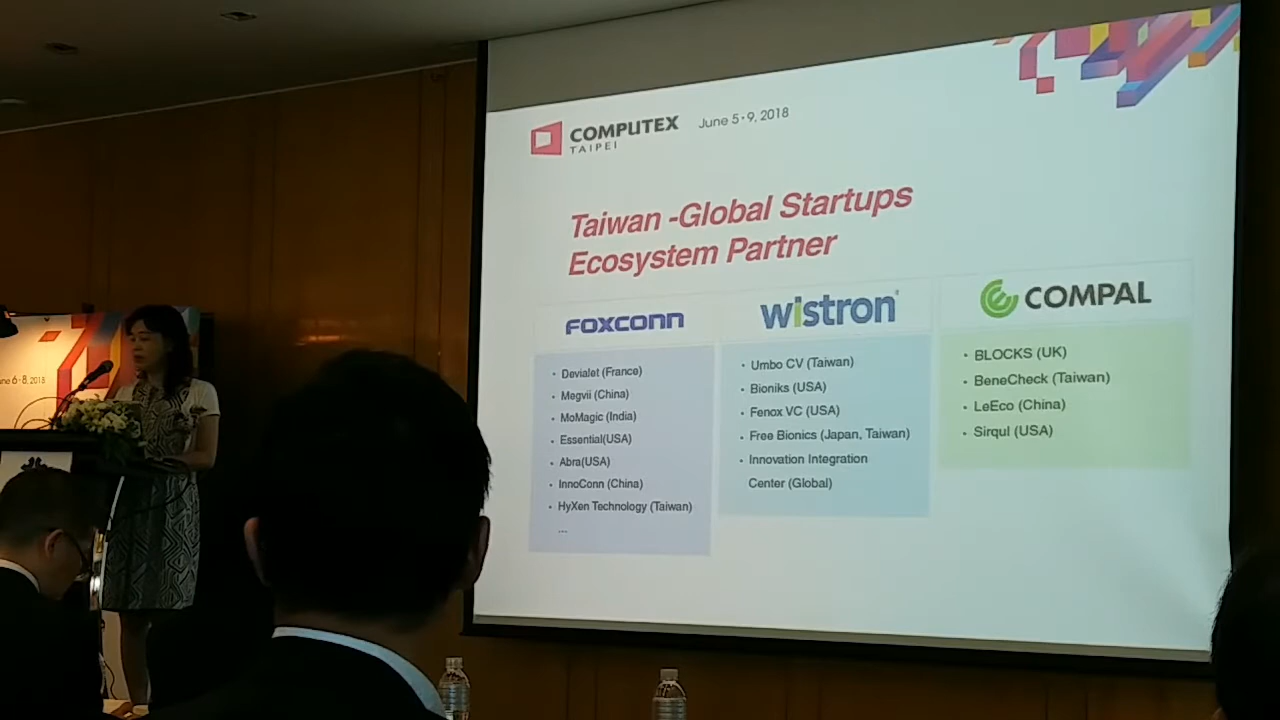 COMPUTEX
TAIPEI
June 5-9, 2018
Taiwan -Global Startups
Ecosystem Partner
FOXCONN
• Devialet (France)
• Megvii (China)
• MoMagic (India)
• Essential(USA)
• Abra(USA)
• InnoConn (China)
• HyXen Technology (Taiwan)
...
wistron
• Umbo CV (Taiwan)
• Bioniks (USA)
• Fenox VC (USA)
• Free Bionics (Japan, Taiwan)
• Innovation Integration
Center (Global)
COMPAL
• BLOCKS (UK)
• BeneCheck (Taiwan)
• LeEco (China)
• Sirqul (USA)
6-8, 2018